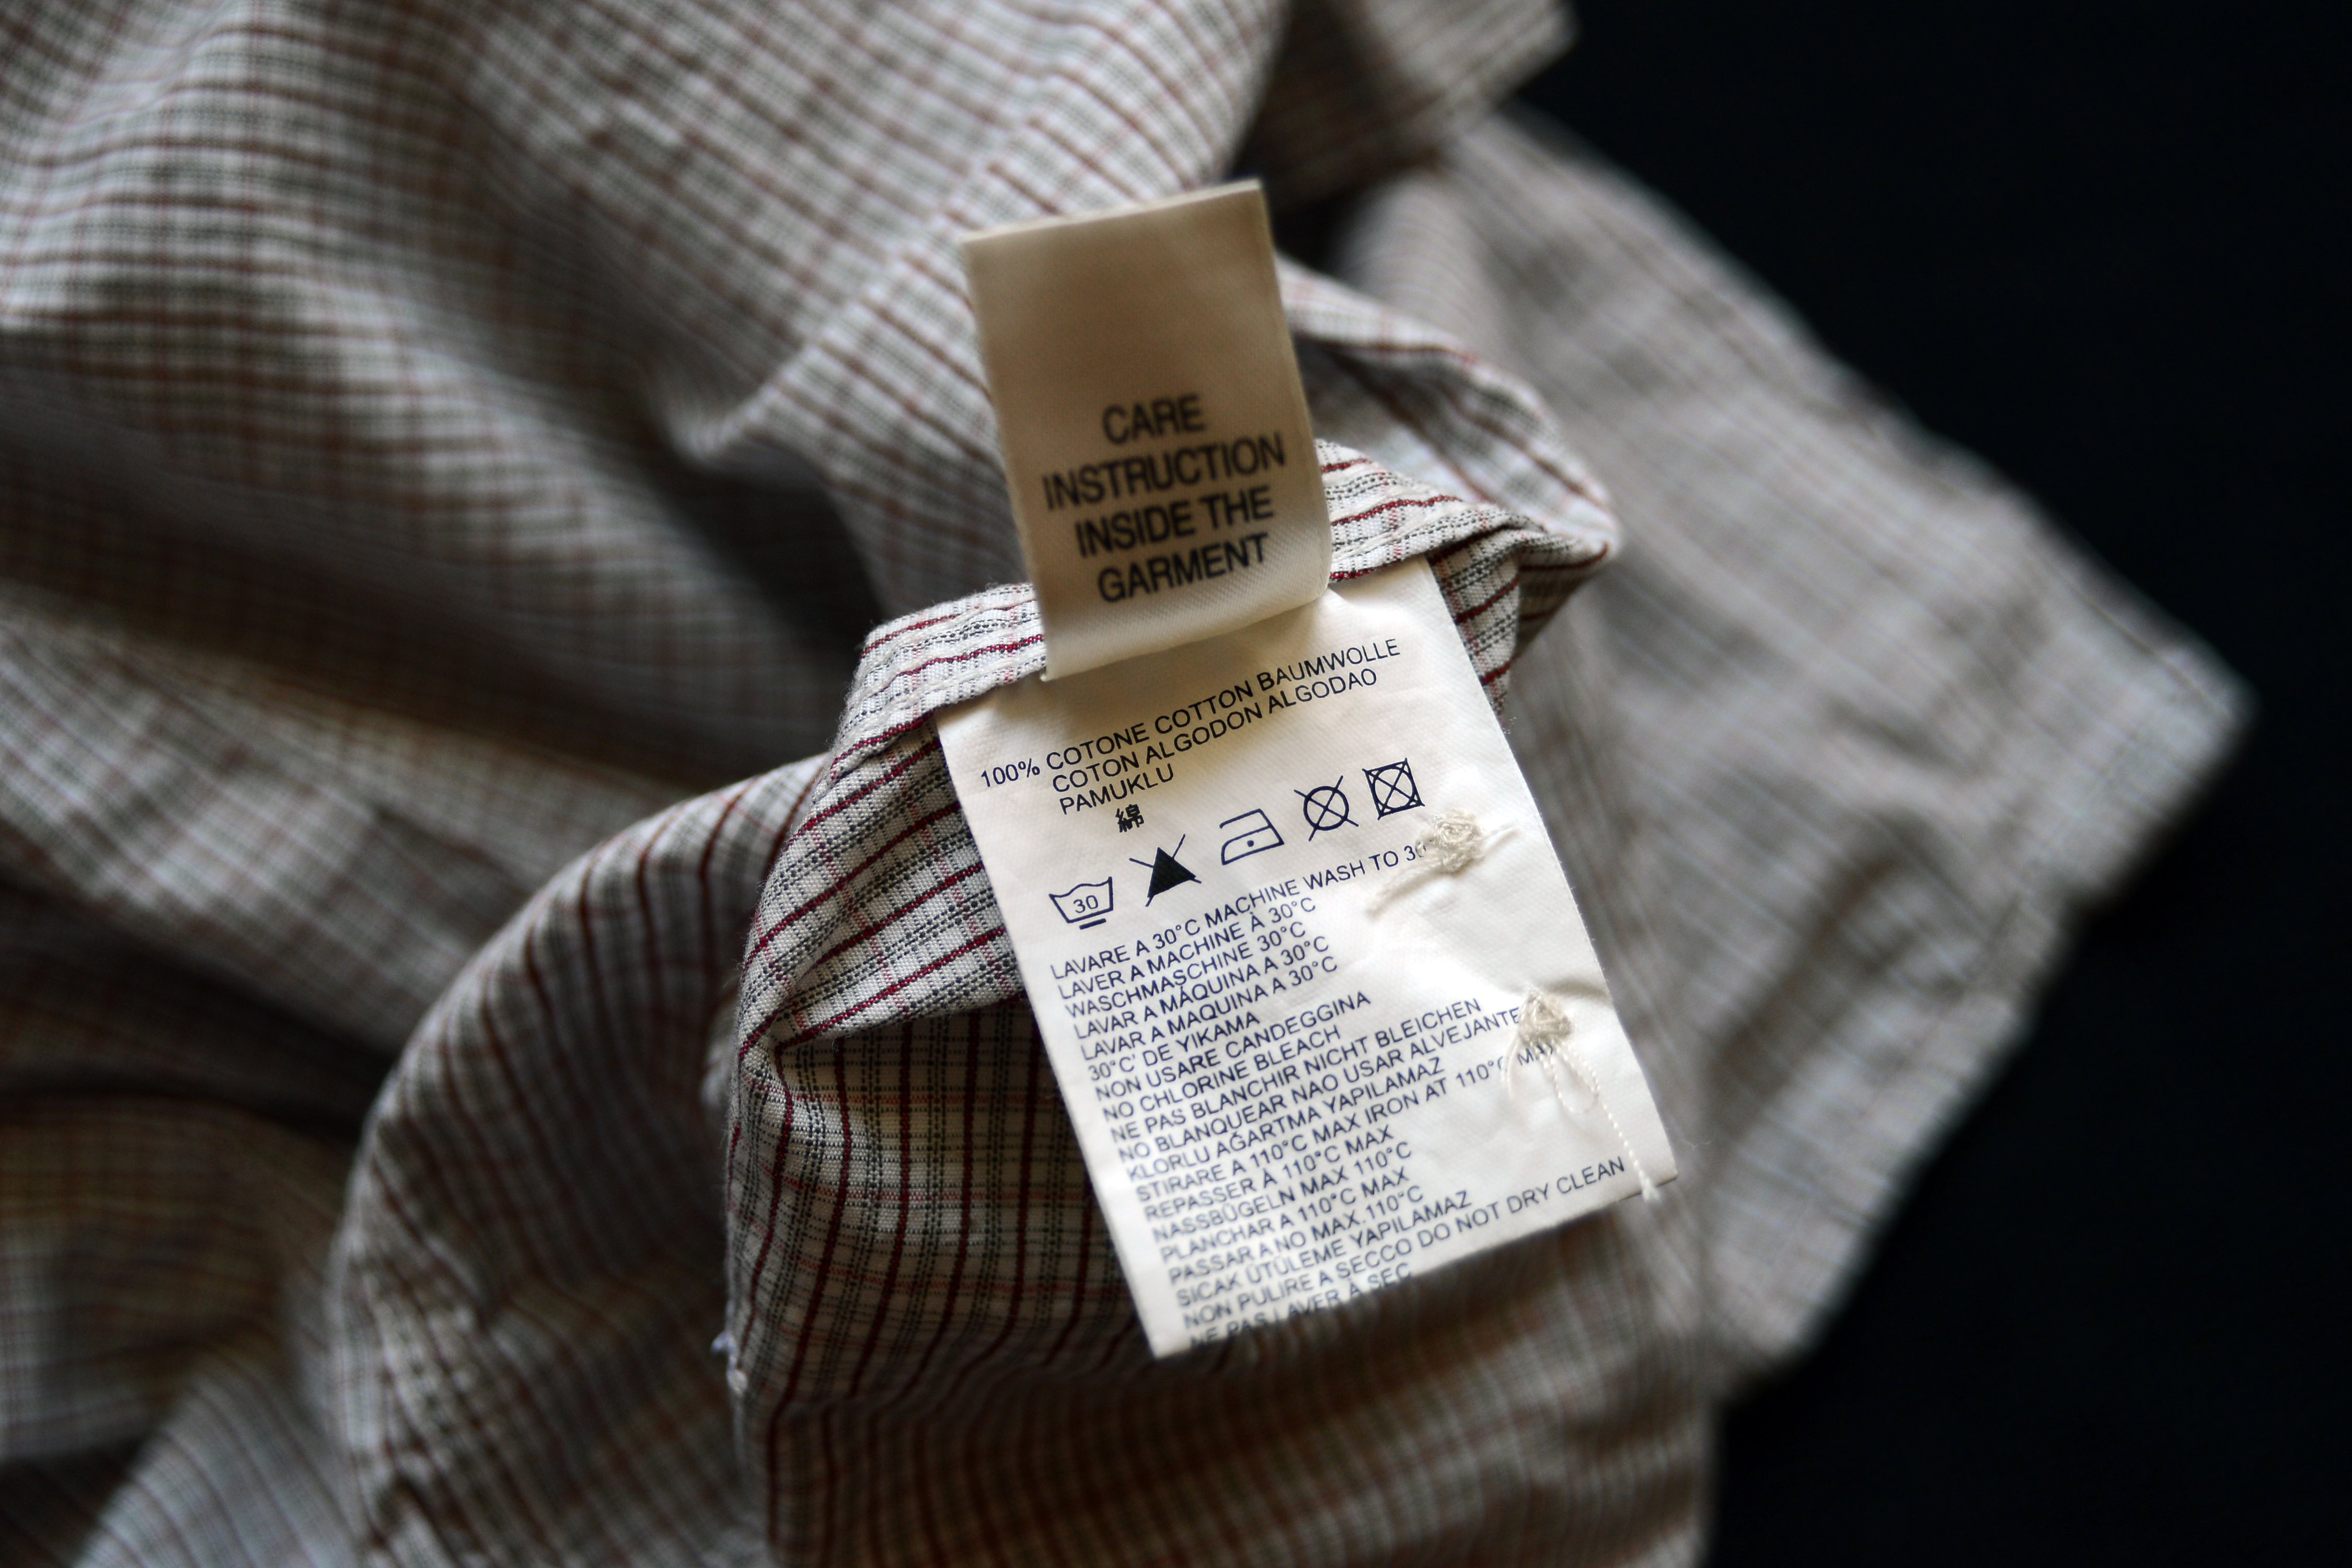 CARE
INSTRUCTION
INSIDE THE
GARMENT
100% COTONE COTTON BAUMWOLLE
COTON ALGODON ALGODAO
PAMUKLU
綿
30
LAVARE A 30°C MACHINE WASH TO 30
LAVER A MACHINE À 30°C
WASCHMASCHINE 30°C
LAVAR A MÁQUINA A 30°C
LAVAR A MAQUINA A 30°C
30°C' DE YIKAMA
NON USARE CANDEGGINA
NO CHLORINE BLEACH
NE PAS BLANCHIR NICHT BLEICHEN
NO BLANQUEAR NAO USAR ALVEJANTE
KLORLU AĞARTMA YAPILAMAZ
STIRARE A 110°C MAX IRON AT 110°C MAX
REPASSER À 110°C MAX
NASSBÜGELN MAX 110°C
PLANCHAR A 110°C MAX
PASSAR A NO MAX.110°C
SICAK ÜTÜLEME YAPILAMAZ
NON PULIRE A SECCO DO NOT DRY CLEAN
NE PAS LAVER À SEC